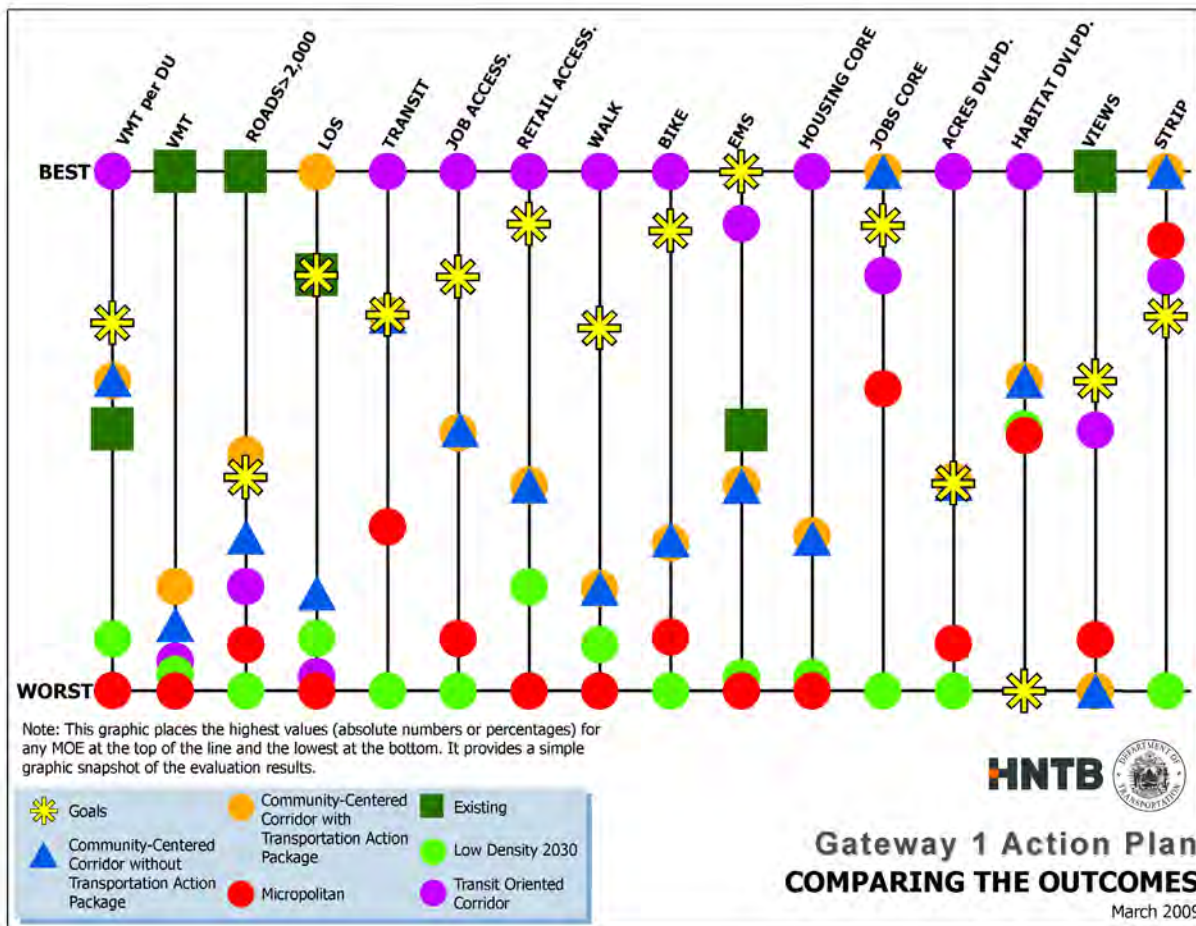 VMT per DU
VMT
ROADS>2,000
LOS
TRANSIT
JOB ACCESS.
RETAIL ACCESS.
WALK
BIKE
EMS
HOUSING CORE
JOBS CORE
ACRES DVLPD.
HABITAT DVLPD.
VIEWS
STRIP
BEST
WORST
Note: This graphic places the highest values (absolute numbers or percentages) for
any MOE at the top of the line and the lowest at the bottom. It provides a simple
graphic snapshot of the evaluation results.
Goals
Community-Centered
Corridor without
Transportation Action
Package
Community-Centered
Corridor with
Transportation Action
Package
Micropolitan
Existing
Low Density 2030
Transit Oriented
Corridor
HNTB
DEPARTMENT OF
TRANSPORTATION
Gateway 1 Action Plan
COMPARING THE OUTCOMES
March 2009